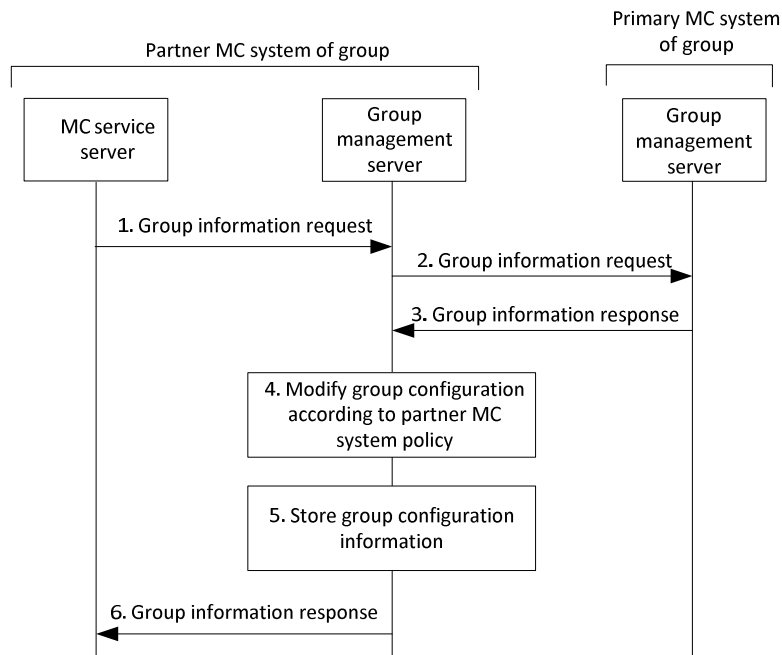 Partner MC system of group
Primary MC system
of group
MC service
server
Group
management
server
Group
management
server
1. Group information request
2. Group information request
3. Group information response
4. Modify group configuration
according to partner MC
system policy
5. Store group configuration
information
6. Group information response